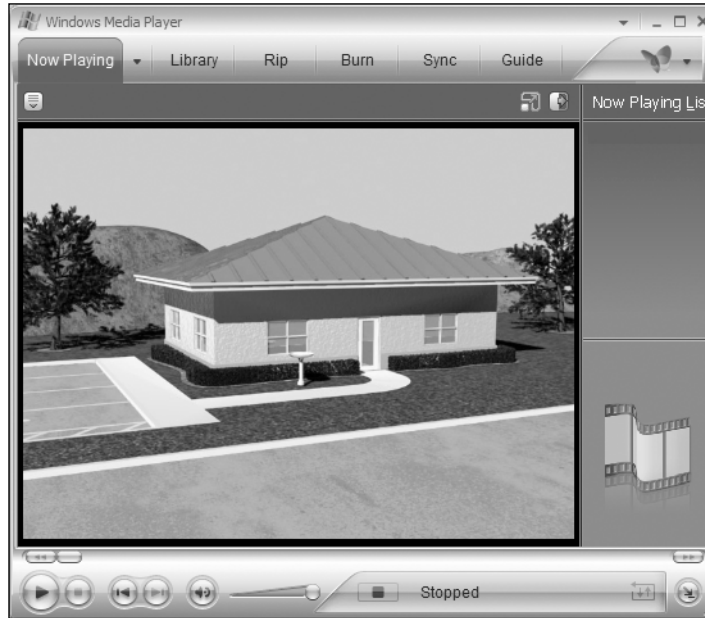 Windows Media Player
Now Playing Library Rip Burn Sync Guide
Now Playing Lis
Stopped